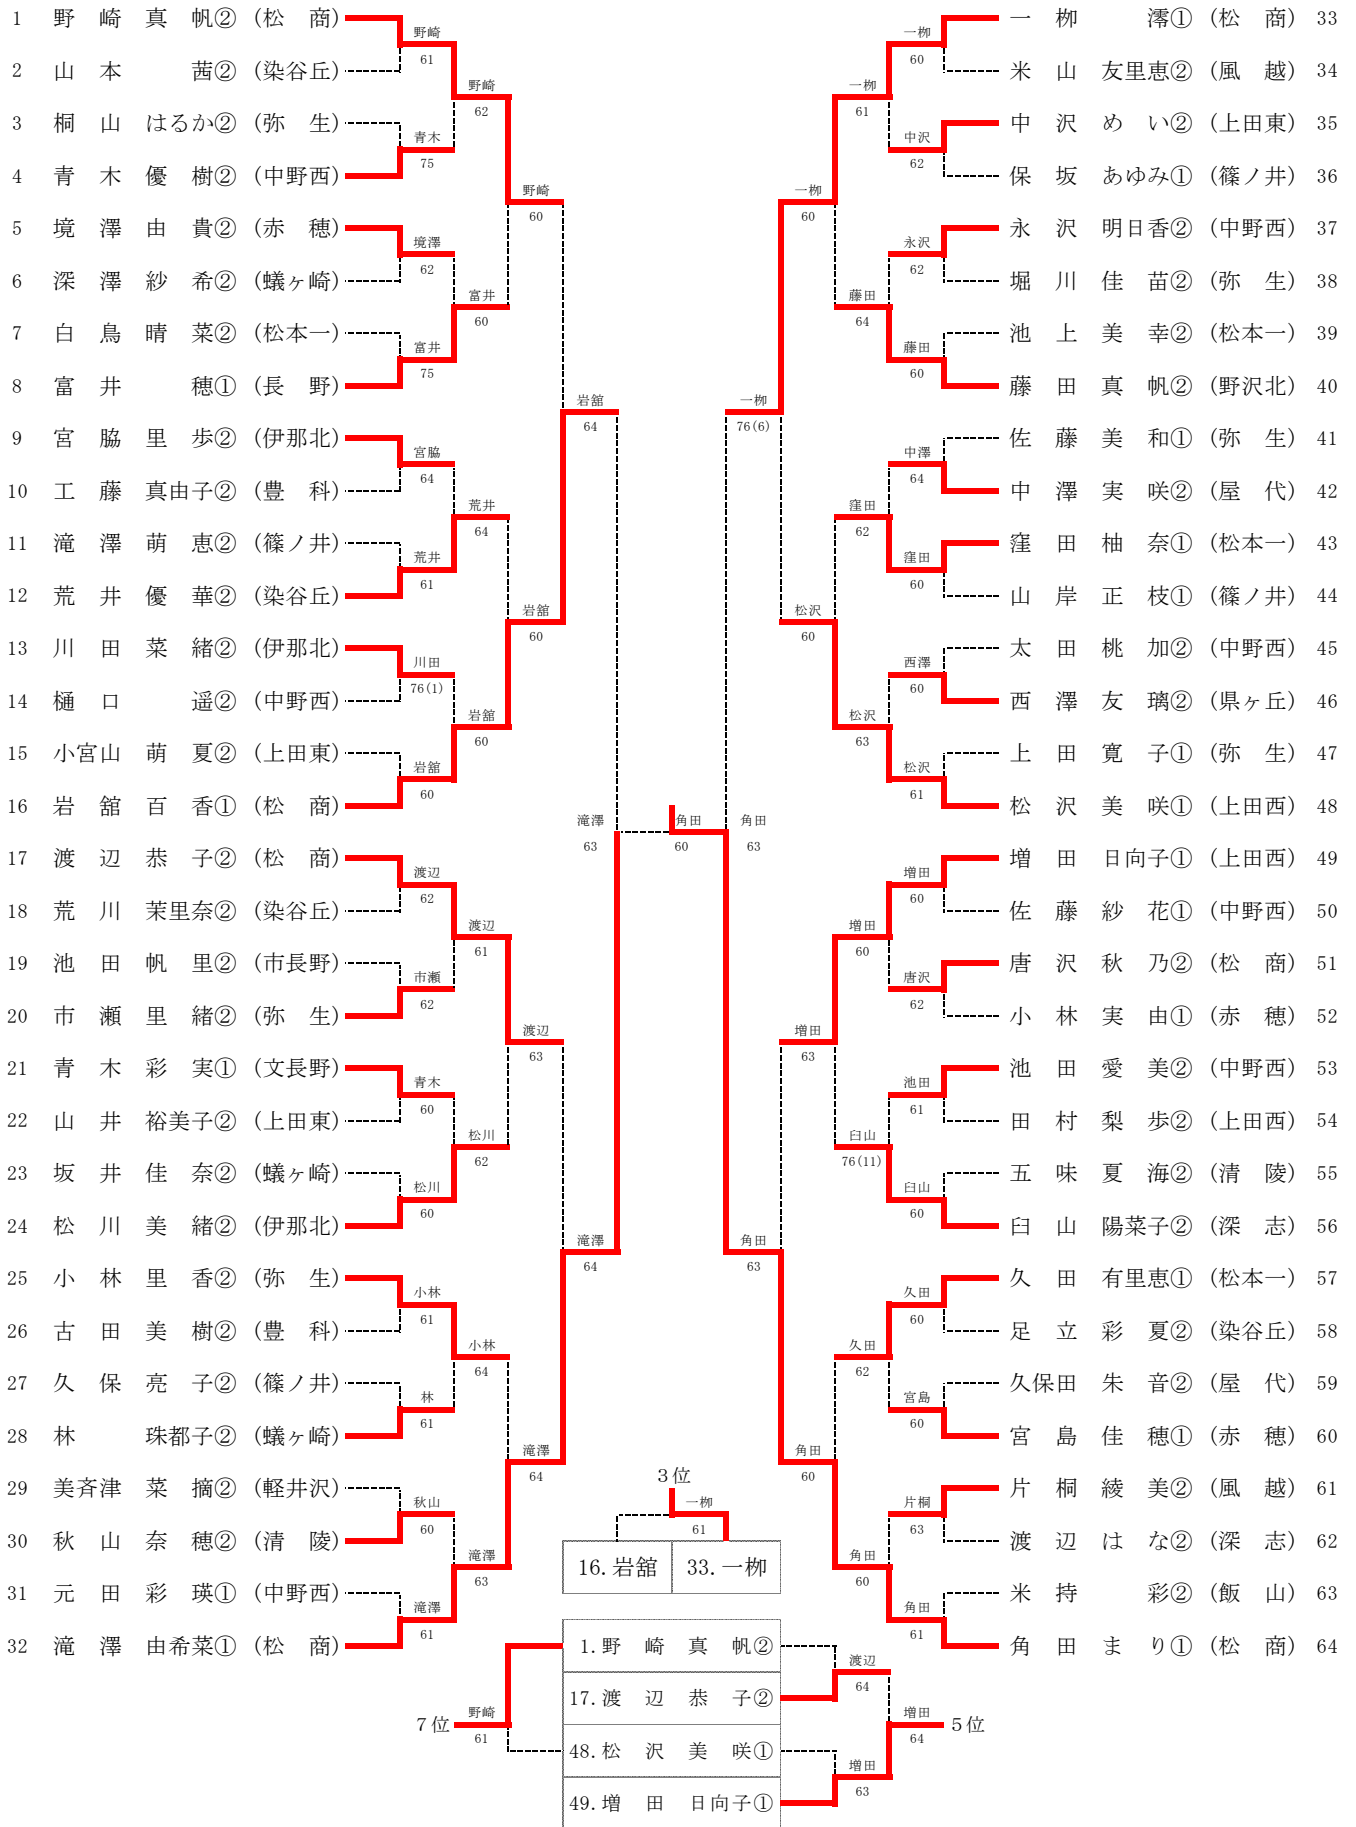 1 野 崎 真 帆② (松 商)
野崎
61
2 山 本 茜② (染谷丘)
野崎
62
3 桐 山 はるか② (弥 生)
青木
75
4 青 木 優 樹② (中野西)
野崎
60
5 境 澤 由 貴② (赤 穂)
境澤
62
6 深 澤 紗 希② (蟻ヶ崎)
富井
60
7 白 鳥 晴 菜② (松本一)
富井
75
8 富 井 穂① (長 野)
岩舘
64
9 宮 脇 里 歩② (伊那北)
宮脇
64
10 工 藤 真由子② (豊 科)
荒井
64
11 滝 澤 萌 恵② (篠ノ井)
荒井
61
12 荒 井 優 華② (染谷丘)
岩舘
60
13 川 田 菜 緒② (伊那北)
川田
76(1)
14 樋 口 遥② (中野西)
岩舘
60
15 小宮山 萌 夏② (上田東)
岩舘
60
16 岩 舘 百 香① (松 商)
滝澤
63
17 渡 辺 恭 子② (松 商)
渡辺
62
18 荒 川 茉里奈② (染谷丘)
渡辺
61
19 池 田 帆 里② (市長野)
市瀬
62
20 市 瀬 里 緒② (弥 生)
渡辺
63
21 青 木 彩 実① (文長野)
青木
60
22 山 井 裕美子② (上田東)
松川
62
23 坂 井 佳 奈② (蟻ヶ崎)
松川
60
24 松 川 美 緒② (伊那北)
滝澤
64
25 小 林 里 香② (弥 生)
小林
61
26 古 田 美 樹② (豊 科)
小林
64
27 久 保 亮 子② (篠ノ井)
林
61
28 林 珠都子② (蟻ヶ崎)
滝澤
64
29 美斉津 菜 摘② (軽井沢)
秋山
60
30 秋 山 奈 穂② (清 陵)
滝澤
63
31 元 田 彩 瑛① (中野西)
滝澤
61
32 滝 澤 由希菜① (松 商)
角田
60
一 栁 澪① (松 商) 33
一栁
60
米 山 友里恵② (風 越) 34
一栁
61
中 沢 め い② (上田東) 35
中沢
62
保 坂 あゆみ① (篠ノ井) 36
一栁
60
永 沢 明日香② (中野西) 37
永沢
62
堀 川 佳 苗② (弥 生) 38
藤田
64
池 上 美 幸② (松本一) 39
藤田
60
藤 田 真 帆② (野沢北) 40
一栁
76(6)
佐 藤 美 和① (弥 生) 41
中澤
64
中 澤 実 咲② (屋 代) 42
窪田
62
窪 田 柚 奈① (松本一) 43
窪田
60
山 岸 正 枝① (篠ノ井) 44
松沢
60
太 田 桃 加② (中野西) 45
西澤
60
西 澤 友 璃② (県ヶ丘) 46
松沢
63
上 田 寛 子① (弥 生) 47
松沢
61
松 沢 美 咲① (上田西) 48
角田
63
増 田 日向子① (上田西) 49
増田
60
佐 藤 紗 花① (中野西) 50
増田
60
唐 沢 秋 乃② (松 商) 51
唐沢
62
小 林 実 由① (赤 穂) 52
増田
63
池 田 愛 美② (中野西) 53
池田
61
田 村 梨 歩② (上田西) 54
臼山
76(11)
五 味 夏 海② (清 陵) 55
臼山
60
臼 山 陽菜子② (深 志) 56
角田
63
久 田 有里恵① (松本一) 57
久田
60
足 立 彩 夏② (染谷丘) 58
久田
62
久保田 朱 音② (屋 代) 59
宮島
60
宮 島 佳 穂① (赤 穂) 60
角田
60
片 桐 綾 美② (風 越) 61
片桐
63
渡 辺 は な② (深 志) 62
角田
60
米 持 彩② (飯 山) 63
角田
61
角 田 ま り① (松 商) 64
3位
一栁
61
16.岩舘 33.一栁
1.野 崎 真 帆②
17.渡 辺 恭 子②
48.松 沢 美 咲①
49.増 田 日向子①
渡辺
64
増田
63
増田
64
5位
7位
野崎
61